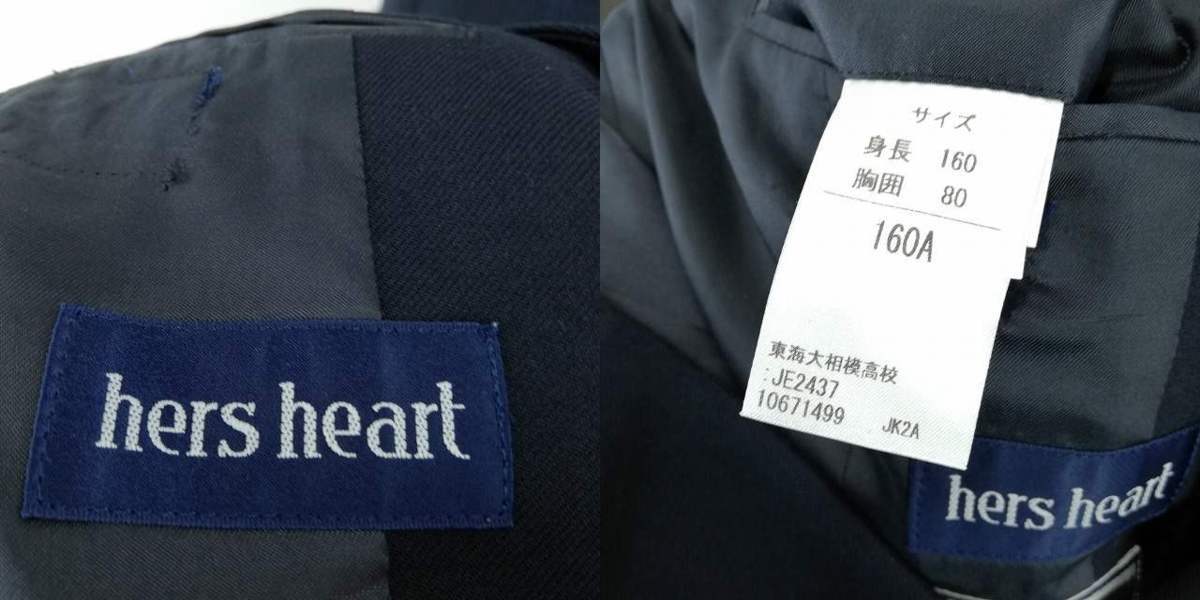 hers heart
サイズ
身長 160
胸囲 80
160A
東海大相模高校
:JE2437
10671499 JK2A
hers heart